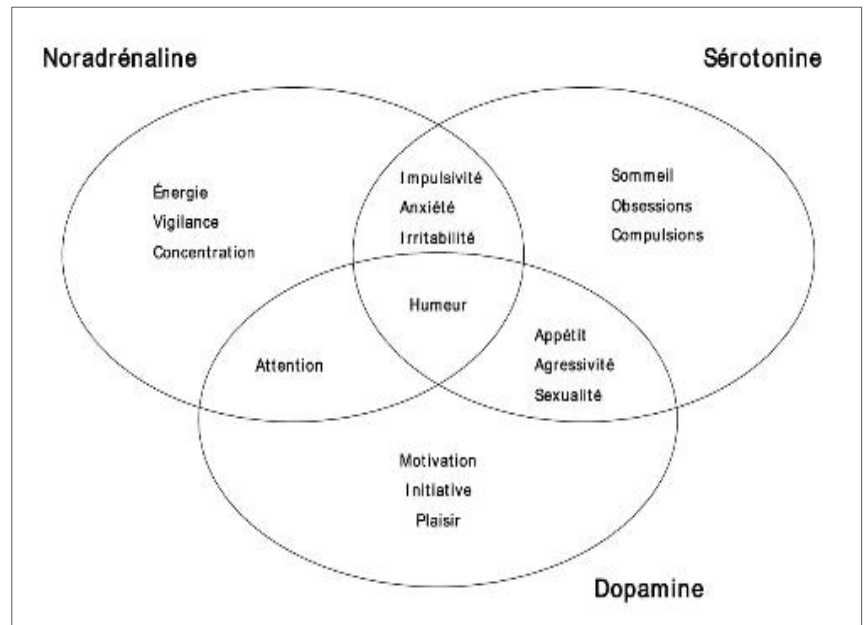 Noradrénaline
Sérotonine
Énergie
Vigilance
Concentration
Impulsivité
Anxiété
Irritabilité
Sommeil
Obsessions
Compulsions
Humeur
Attention
Appétit
Agressivité
Sexualité
Motivation
Initiative
Plaisir
Dopamine